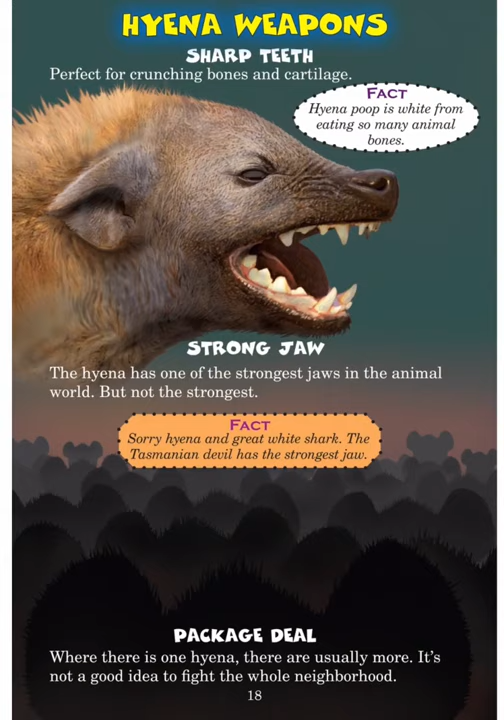 HYENA WEAPONS
SHARP TEETH
Perfect for crunching bones and cartilage.
FACT
Hyena poop is white from
eating so many animal
bones.
STRONG JAW
The hyena has one of the strongest jaws in the animal
world. But not the strongest.
FACT
Sorry hyena and great white shark. The
Tasmanian devil has the strongest jaw.
PACKAGE DEAL
Where there is one hyena, there are usually more. It's
not a good idea to fight the whole neighborhood.
18